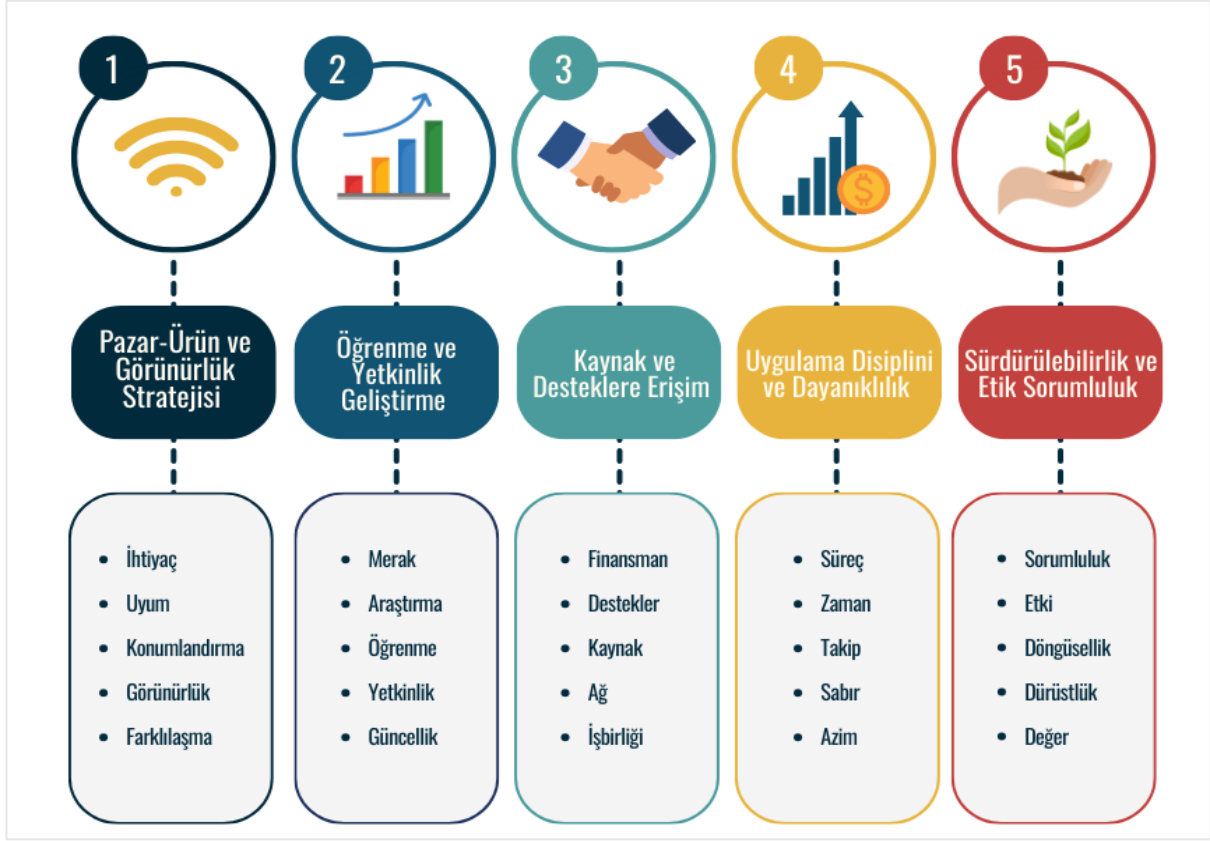 1
2
3
4
5
Pazar-Ürün ve
Görünürlük
Stratejisi
Öğrenme ve
Yetkinlik
Geliştirme
Kaynak ve
Desteklere Erişim
Uygulama Disiplini
ve Dayanıklılık
Sürdürülebilirlik ve
Etik Sorumluluk
• İhtiyaç
• Uyum
• Konumlandırma
• Görünürlük
• Farklılaşma
• Merak
• Araştırma
• Öğrenme
• Yetkinlik
• Güncellik
• Finansman
• Destekler
• Kaynak
• Ağ
• İşbirliği
• Süreç
• Zaman
• Takip
• Sabır
• Azim
• Sorumluluk
• Etki
• Döngüsellik
• Dürüstlük
• Değer